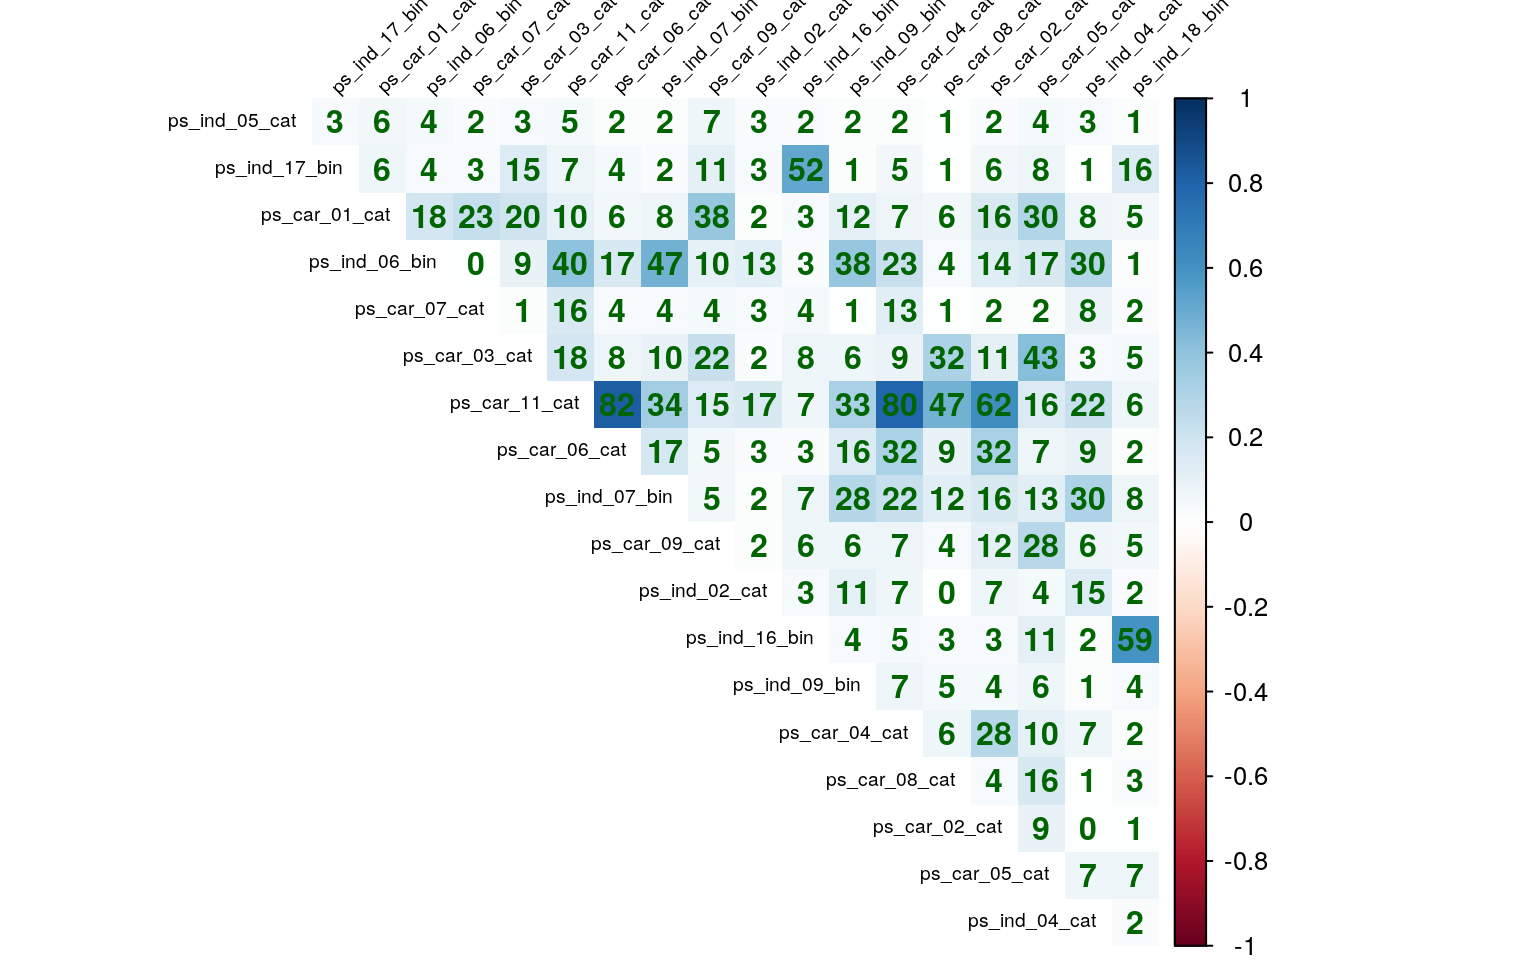 ps_ind_17_bin ps_car_01_cat ps_ind_06_bin ps_car_07_cat ps_car_03_cat ps_car_11_cat ps_car_06_cat ps_ind_07_bin ps_car_09_cat ps_ind_02_cat ps_ind_16_bin ps_ind_09_bin ps_car_04_cat ps_car_08_cat ps_car_02_cat ps_car_05_cat ps_ind_04_cat ps_ind_18_bin
ps_ind_05_cat 3 6 4 2 3 5 2 2 7 3 2 2 2 1 2 4 3 1
ps_ind_17_bin 6 4 3 15 7 4 2 11 3 52 1 5 1 6 8 1 16
ps_car_01_cat 18 23 20 10 6 8 38 2 3 12 7 6 16 30 8 5
ps_ind_06_bin 0 9 40 17 47 10 13 3 38 23 4 14 17 30 1
ps_car_07_cat 1 16 4 4 4 3 4 1 13 1 2 2 8 2
ps_car_03_cat 18 8 10 22 2 8 6 9 32 11 43 3 5
ps_car_11_cat 82 34 15 17 7 33 80 47 62 16 22 6
ps_car_06_cat 17 5 3 3 16 32 9 32 7 9 2
ps_ind_07_bin 5 2 7 28 22 12 16 13 30 8
ps_car_09_cat 2 6 6 7 4 12 28 6 5
ps_ind_02_cat 3 11 7 0 7 4 15 2
ps_ind_16_bin 4 5 3 3 11 2 59
ps_ind_09_bin 7 5 4 6 1 4
ps_car_04_cat 6 28 10 7 2
ps_car_08_cat 4 16 1 3
ps_car_02_cat 9 0 1
ps_car_05_cat 7 7
ps_ind_04_cat 2
1
0.8
0.6
0.4
0.2
0
-0.2
-0.4
-0.6
-0.8
-1